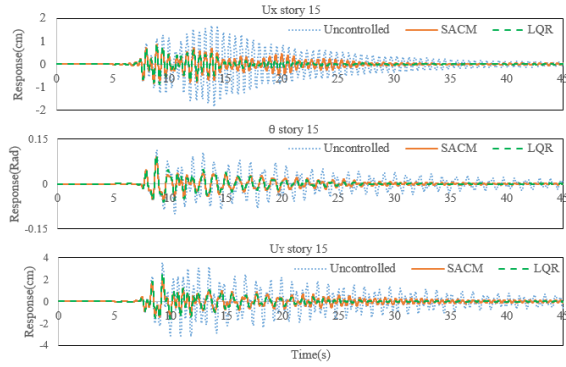 Ux story 15
Uncontrolled SACM LQR
Response(cm)
2
1
0
-1
-2
0 5 10 15 20 25 30 35 40 45
θ story 15
Uncontrolled SACM LQR
Response(Rad)
0.15
0
-0.15
0 5 10 15 20 25 30 35 40 45
Uy story 15
Uncontrolled SACM LQR
Response(cm)
4
2
0
-2
-4
0 5 10 15 20 25 30 35 40 45
Time(s)